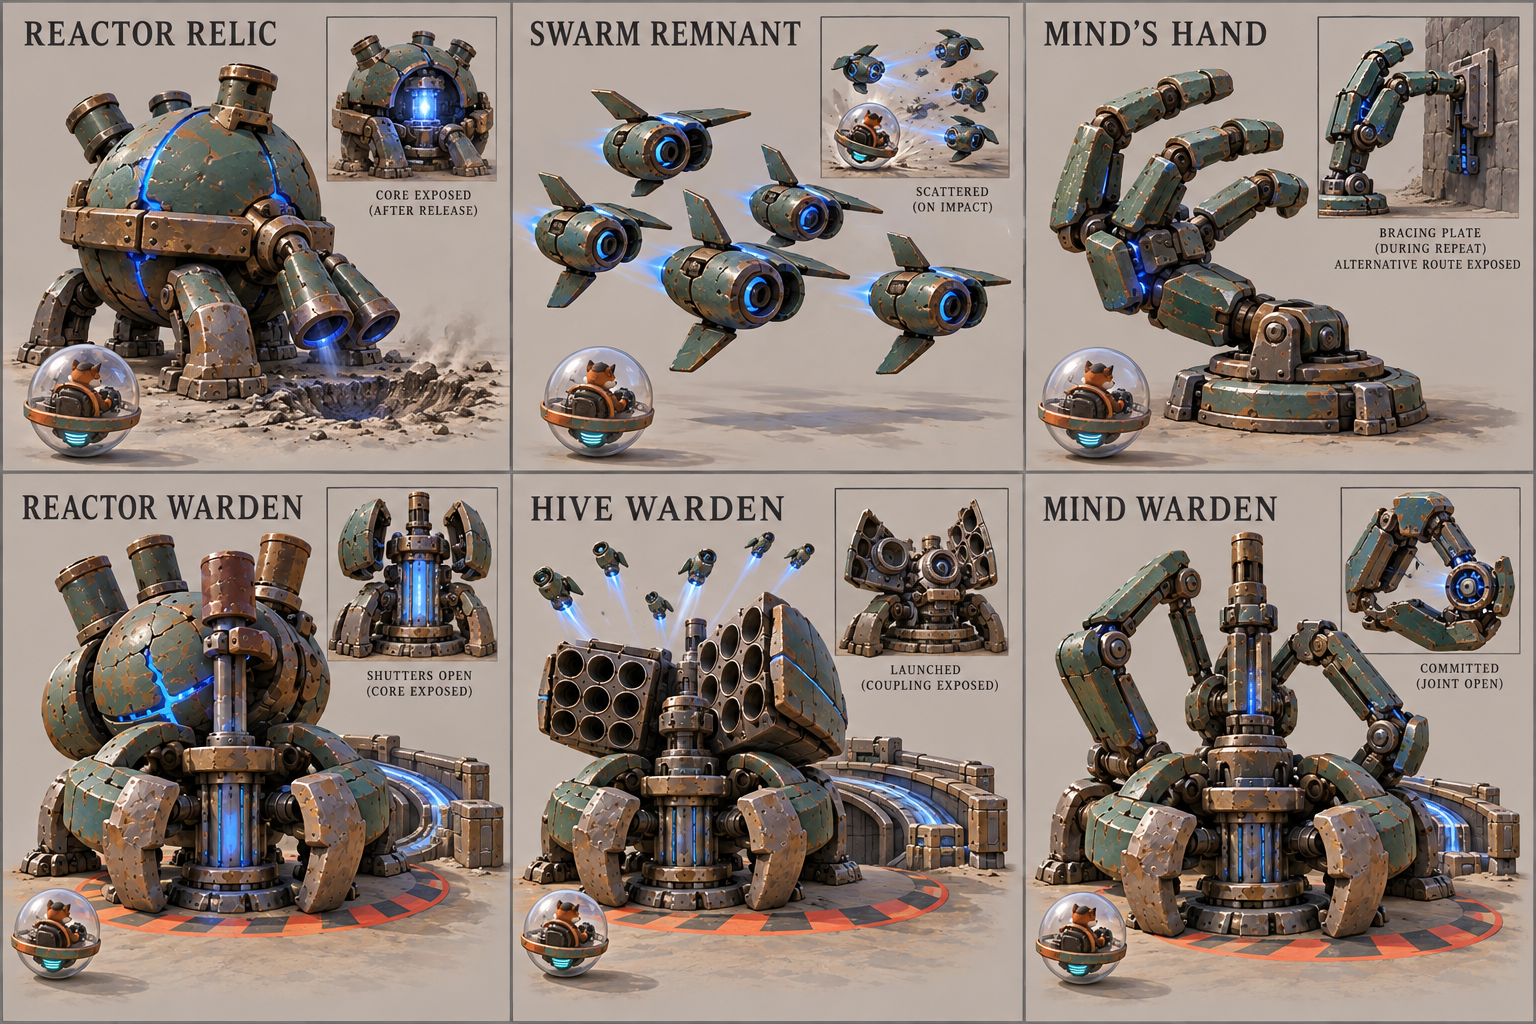 REACTOR RELIC
CORE EXPOSED
(AFTER RELEASE)
SWARM REMNANT
SCATTERED
(ON IMPACT)
MIND'S HAND
BRACING PLATE
(DURING REPEAT)
ALTERNATIVE ROUTE EXPOSED
REACTOR WARDEN
SHUTTERS OPEN
(CORE EXPOSED)
HIVE WARDEN
LAUNCHED
(COUPLING EXPOSED)
MIND WARDEN
COMMITTED
(JOINT OPEN)